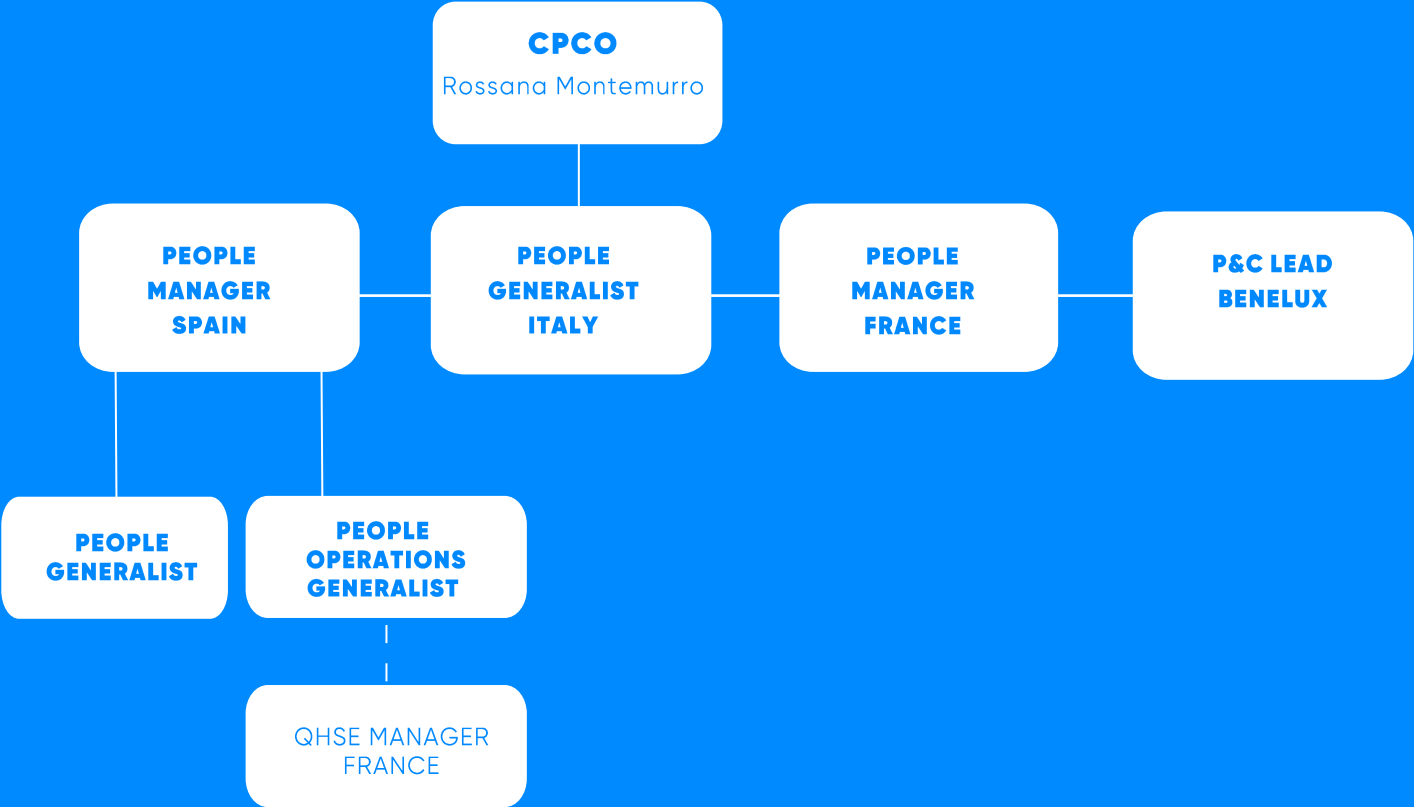 CPCO
Rossana Montemurro
PEOPLE
MANAGER
SPAIN
PEOPLE
GENERALIST
ITALY
PEOPLE
MANAGER
FRANCE
P&C LEAD
BENELUX
PEOPLE
GENERALIST
PEOPLE
OPERATIONS
GENERALIST
QHSE MANAGER
FRANCE